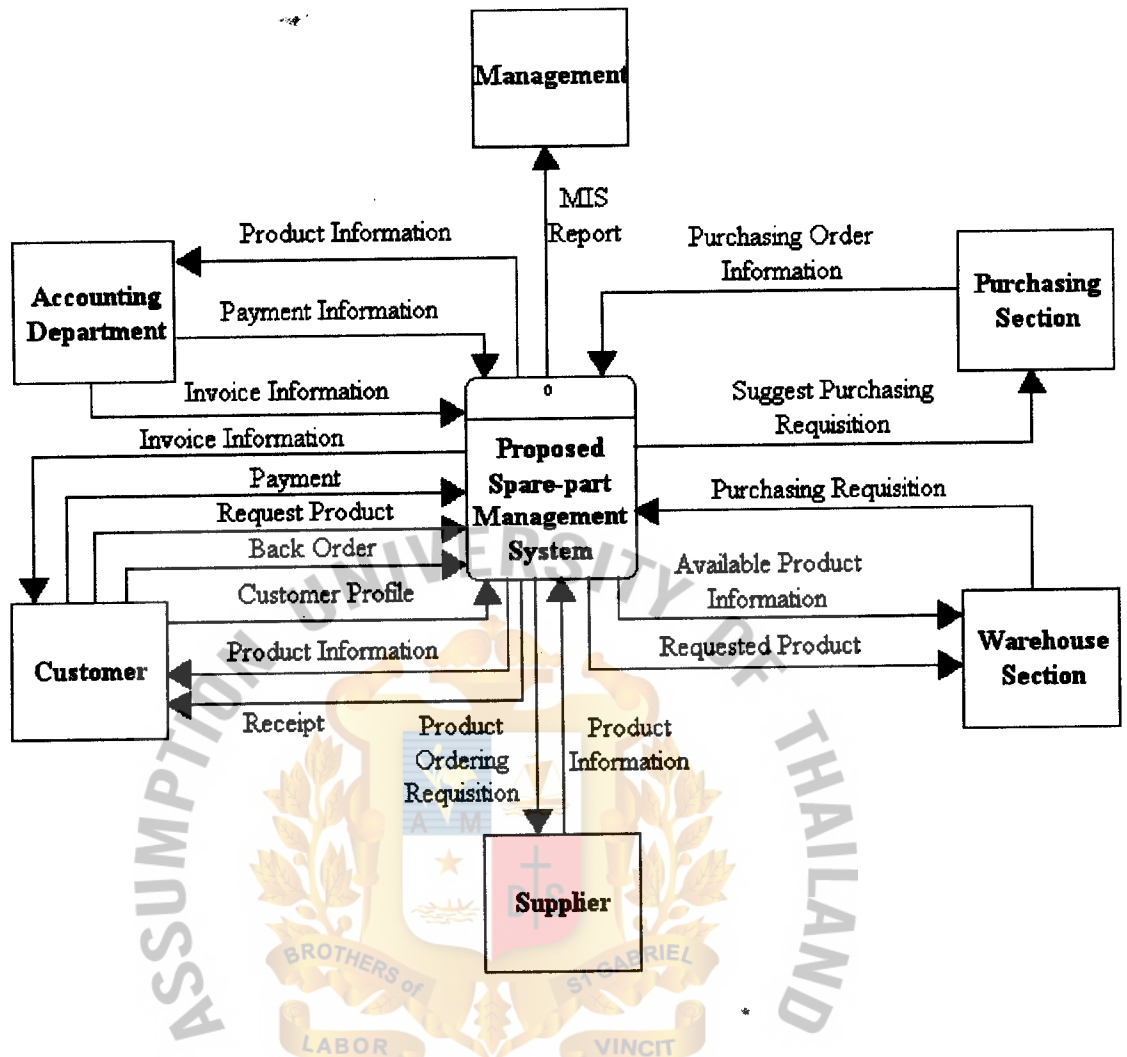 Management
MIS
Report
Product Information
Purchasing Order
Information
Accounting
Department
Purchasing
Section
Payment Information
Invoice Information
0
Suggest Purchasing
Requisition
Invoice Information
Proposed
Spare-part
Management
System
Payment
Purchasing Requisition
Request Product
Back Order
Available Product
Information
Customer Profile
Customer
Product Information
Requested Product
Warehouse
Section
Receipt
Product
Ordering
Requisition
Product
Information
Supplier
ASSUMPTION UNIVERSITY OF THAILAND
A M
D S
BROTHERS of
ST GABRIEL
LABOR
VINCIT